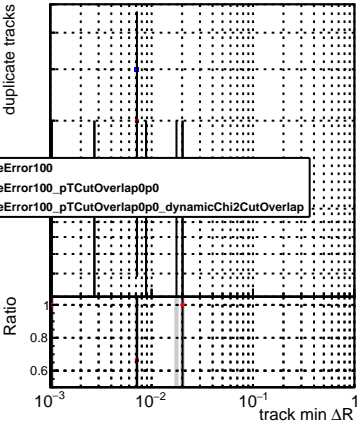 duplicate tracks
eError100
eError100_pTCutOverlap0p0
eError100_pTCutOverlap0p0_dynamicChi2CutOverlap
Ratio
1
0.8
0.6
10⁻³ 10⁻² 10⁻¹ 1
track min ΔR